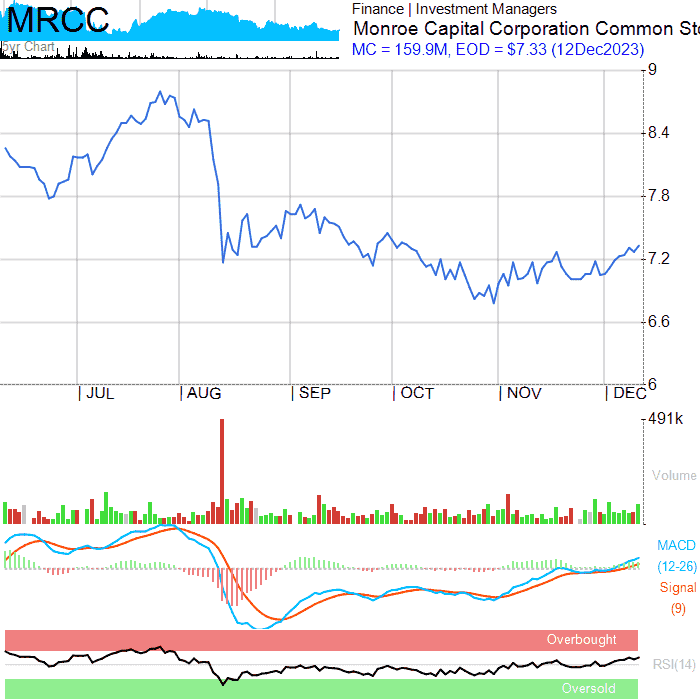 MRCC
Finance | Investment Managers
Monroe Capital Corporation Common Sto
MC = 159.9M, EOD = $7.33 (12Dec2023)
Chart
9
8.4
7.8
7.2
6.6
6
JUL
AUG
SEP
OCT
NOV
DEC
491k
Volume
MACD
(12-26)
Signal
(9)
Overbought
RSI(14)
Oversold